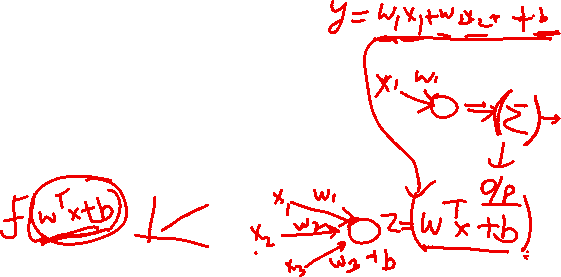 y = w₁x₁+w₂x₂+ + b
x₁ w₁
(Σ)
o/p
f(wᵀx+b)
x₁ w₁
x₂ w₂ z=(wᵀx+b)
x₃ w₃ + b